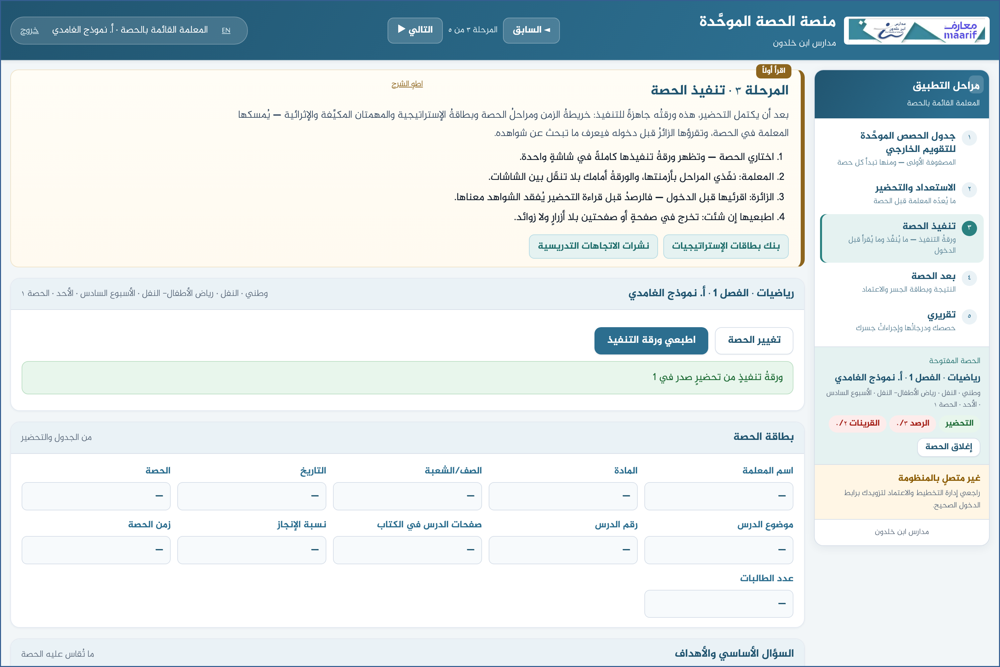 معارف
maarif
مدارس
ابن خلدون
منصة الحصة الموحَّدة
مدارس ابن خلدون
◄ السابق
المرحلة ٣ من ٥
التالي ▶
EN
المعلمة القائمة بالحصة · أ. نموذج الغامدي
خروج
مراحل التطبيق
المعلمة القائمة بالحصة
١
جدول الحصص الموحَّدة
للتقويم الخارجي
المصفوفة الأولى — ومنها تبدأ كل حصة
٢
الاستعداد والتحضير
ما يُعدّه المعلمة قبل الحصة
٣
تنفيذ الحصة
ورقةُ التنفيذ — ما يُنفَّذ وما يُقرأ قبل
الدخول
٤
بعد الحصة
النتيجة وبطاقة الجسر والاعتماد
٥
تقريري
حصصك ودرجاتُها وإجراءاتُ جسرك
الحصة المفتوحة
رياضيات · الفصل 1 · أ. نموذج الغامدي
وطني · النفل · رياض الأطفال- النفل · الأسبوع السادس
· الأحد · الحصة ١
التحضير
الرصد ٠/٣
القرينات ٠/٢
إغلاق الحصة
غير متصلٍ بالمنظومة
راجعي إدارة التخطيط والاعتماد لتزويدك برابط
الدخول الصحيح.
مدارس ابن خلدون
اقرأ أولاً
المرحلة ٣ · تنفيذ الحصة
اطوِ الشرح
بعد أن يكتمل التحضير، هذه ورقتُه جاهزةً للتنفيذ: خريطةُ الزمن ومراحلُ الحصة وبطاقةُ الإستراتيجية والمهمتان المكيَّفة والإثرائية — يُمسكها
المعلمة في الحصة، وتقرؤها الزائرُ قبل دخوله فيعرف ما تبحث عن شواهده.
1. اختاري الحصة — وتظهر ورقةُ تنفيذها كاملةً في شاشةٍ واحدة.
2. المعلمة: نفّذي المراحل بأزمنتها، والورقةُ أمامك بلا تنقّل بين الشاشات.
3. الزائرة: اقرئيها قبل الدخول — فالرصدُ قبل قراءة التحضير يُفقد الشواهد معناها.
4. اطبعيها إن شئت: تخرج في صفحةٍ أو صفحتين بلا أزرارٍ ولا زوائد.
بنك بطاقات الإستراتيجيات
نشرات الاتجاهات التدريسية
رياضيات · الفصل 1 · أ. نموذج الغامدي
وطني · النفل · رياض الأطفال- النفل · الأسبوع السادس · الأحد · الحصة ١
تغيير الحصة
اطبعي ورقة التنفيذ
ورقةُ تنفيذٍ من تحضيرٍ صدر في 1
بطاقة الحصة
من الجدول والتحضير
اسم المعلمة
المادة
الصف/الشعبة
التاريخ
الحصة
—
—
—
—
—
موضوع الدرس
رقم الدرس
صفحات الدرس في الكتاب
نسبة الإنجاز
زمن الحصة
—
—
—
—
—
عدد الطالبات
—
السؤال الأساسي والأهداف
ما تُقاس عليه الحصة